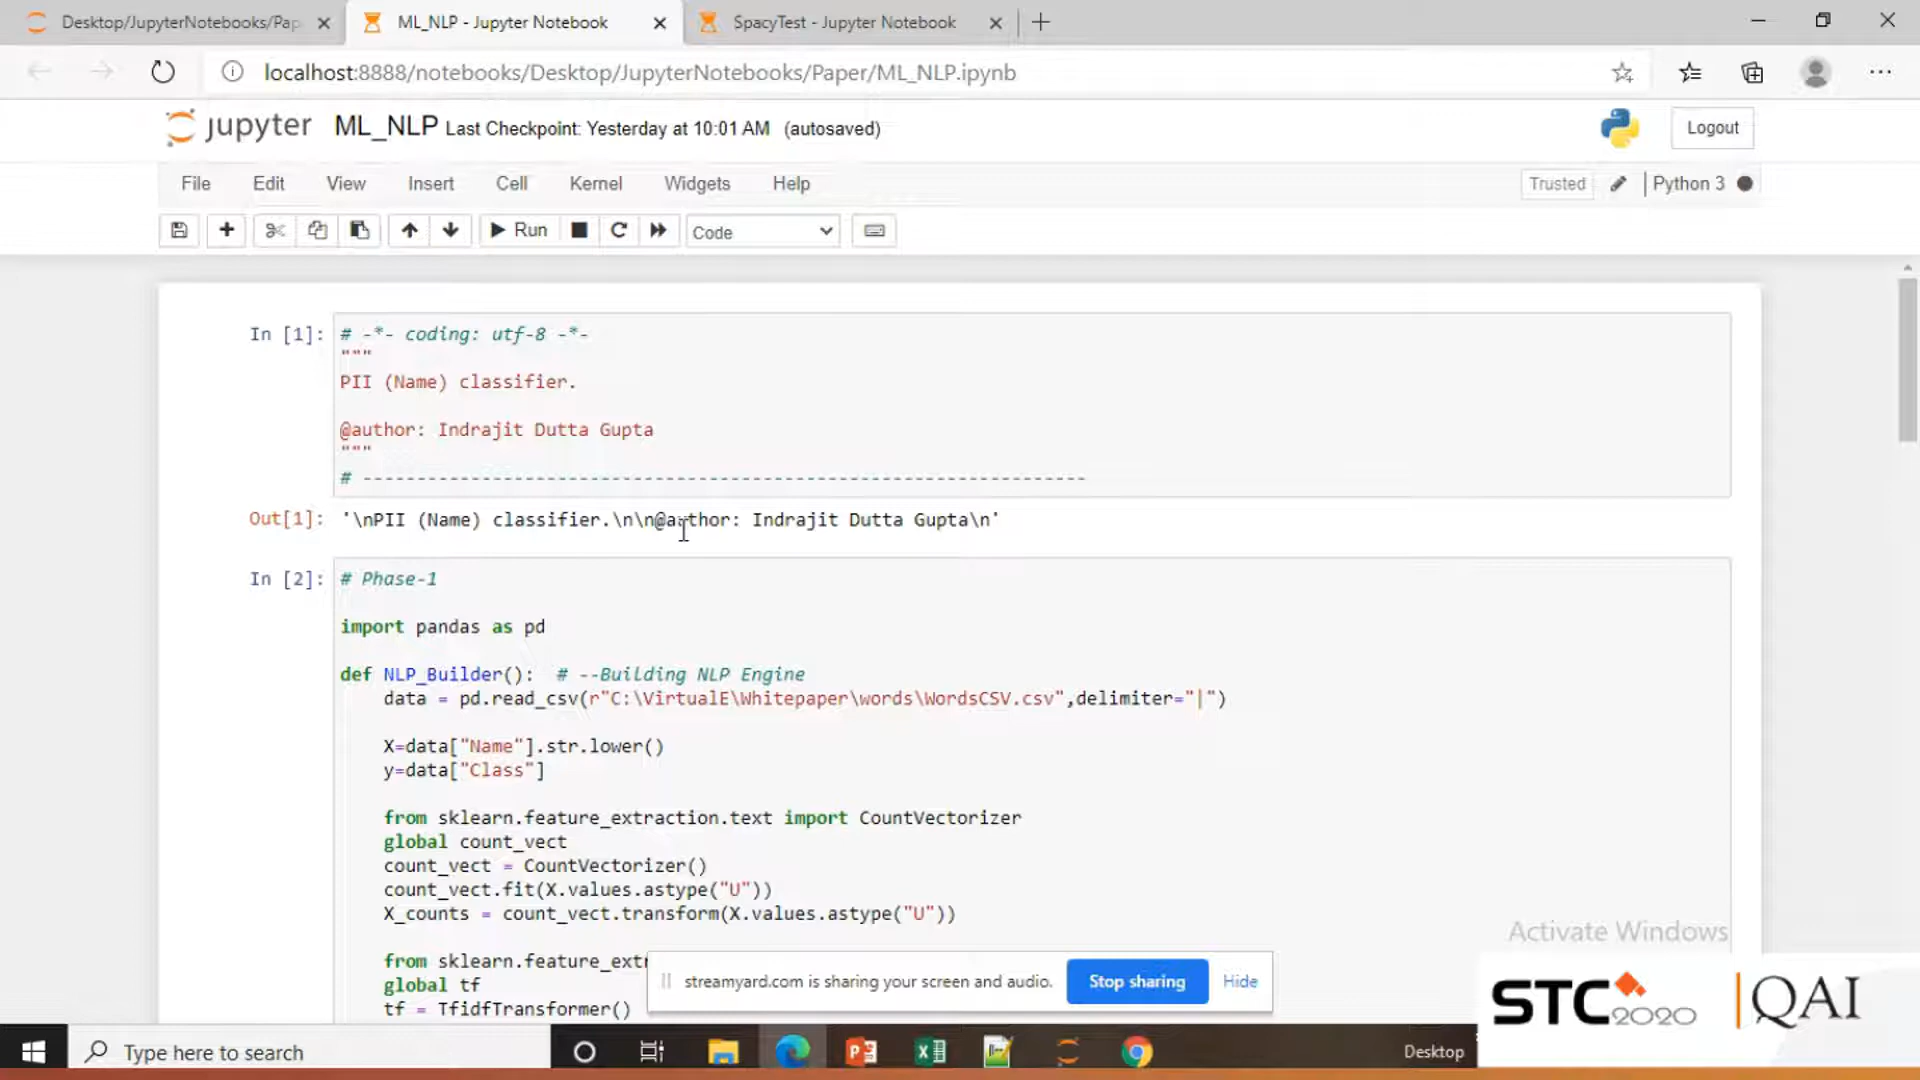 Desktop/JupyterNotebooks/Pap
ML_NLP - Jupyter Notebook
SpacyTest - Jupyter Notebook
localhost:8888/notebooks/Desktop/JupyterNotebooks/Paper/ML_NLP.ipynb
jupyter ML_NLP Last Checkpoint: Yesterday at 10:01 AM (autosaved)
Logout
File Edit View Insert Cell Kernel Widgets Help
Trusted Python 3
Run Code
In [1]: # -*- coding: utf-8 -*-
"""
PII (Name) classifier.
@author: Indrajit Dutta Gupta
"""
# -------------------------------------------------------------------
Out[1]: '\nPII (Name) classifier.\n\n@author: Indrajit Dutta Gupta\n'
In [2]: # Phase-1
import pandas as pd
def NLP_Builder(): # --Building NLP Engine
data = pd.read_csv(r"C:\VirtualE\Whitepaper\words\WordsCSV.csv",delimiter="|")
X=data["Name"].str.lower()
y=data["Class"]
from sklearn.feature_extraction.text import CountVectorizer
global count_vect
count_vect = CountVectorizer()
count_vect.fit(X.values.astype("U"))
X_counts = count_vect.transform(X.values.astype("U"))
from sklearn.feature_extr
global tf
tf = TfidfTransformer()
streamyard.com is sharing your screen and audio. Stop sharing Hide
Activate Windows
STC2020 QAI
Type here to search
Desktop